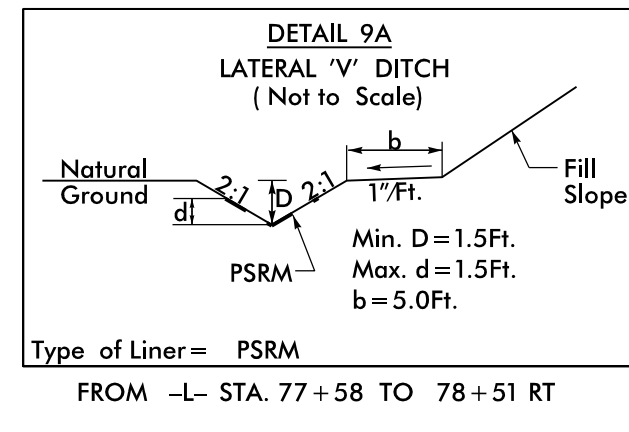 DETAIL 9A
LATERAL 'V' DITCH
( Not to Scale)
b
Natural
Ground
2:1
D
2:1
1"/Ft.
Fill
Slope
d
PSRM
Min. D=1.5Ft.
Max. d=1.5Ft.
b=5.0Ft.
Type of Liner= PSRM
FROM -L- STA. 77+58 TO 78+51 RT